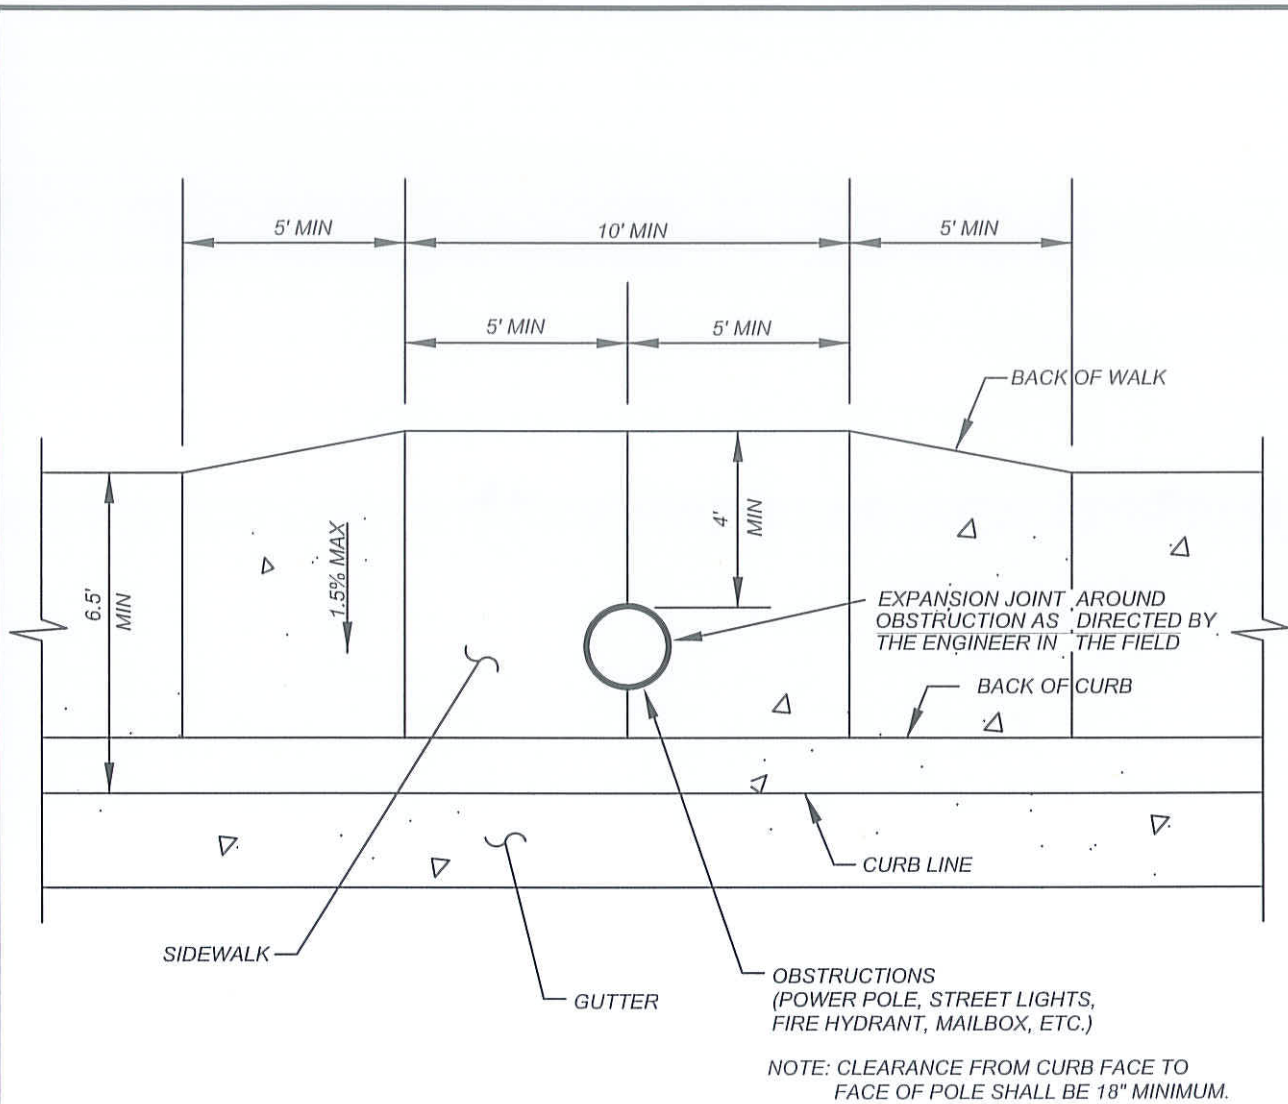 5' MIN
10' MIN
5' MIN
5' MIN
5' MIN
BACK OF WALK
4'
MIN
1.5% MAX
6.5'
MIN
EXPANSION JOINT AROUND
OBSTRUCTION AS DIRECTED BY
THE ENGINEER IN THE FIELD
BACK OF CURB
CURB LINE
SIDEWALK
GUTTER
OBSTRUCTIONS
(POWER POLE, STREET LIGHTS,
FIRE HYDRANT, MAILBOX, ETC.)
NOTE: CLEARANCE FROM CURB FACE TO
FACE OF POLE SHALL BE 18" MINIMUM.